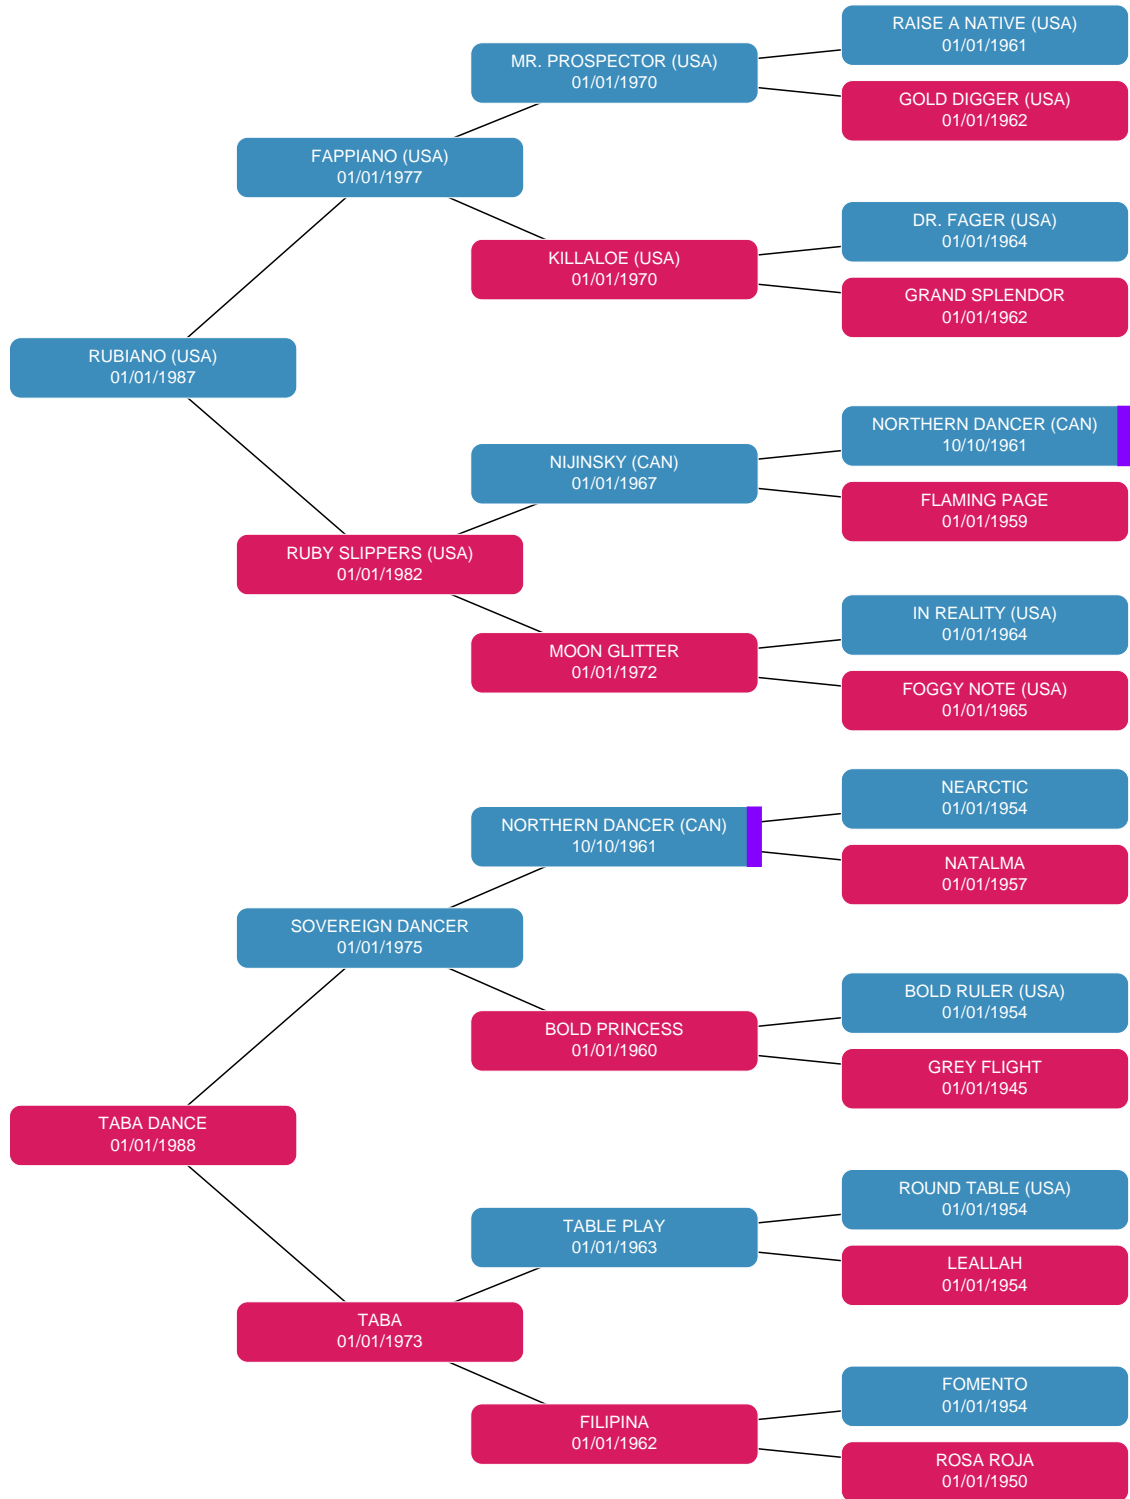 RAISE A NATIVE (USA)
01/01/1961
MR. PROSPECTOR (USA)
01/01/1970
GOLD DIGGER (USA)
01/01/1962
FAPPIANO (USA)
01/01/1977
DR. FAGER (USA)
01/01/1964
KILLALOE (USA)
01/01/1970
GRAND SPLENDOR
01/01/1962
RUBIANO (USA)
01/01/1987
NORTHERN DANCER (CAN)
10/10/1961
NIJINSKY (CAN)
01/01/1967
FLAMING PAGE
01/01/1959
RUBY SLIPPERS (USA)
01/01/1982
IN REALITY (USA)
01/01/1964
MOON GLITTER
01/01/1972
FOGGY NOTE (USA)
01/01/1965
NEARCTIC
01/01/1954
NORTHERN DANCER (CAN)
10/10/1961
NATALMA
01/01/1957
SOVEREIGN DANCER
01/01/1975
BOLD RULER (USA)
01/01/1954
BOLD PRINCESS
01/01/1960
GREY FLIGHT
01/01/1945
TABA DANCE
01/01/1988
ROUND TABLE (USA)
01/01/1954
TABLE PLAY
01/01/1963
LEALLAH
01/01/1954
TABA
01/01/1973
FOMENTO
01/01/1954
FILIPINA
01/01/1962
ROSA ROJA
01/01/1950